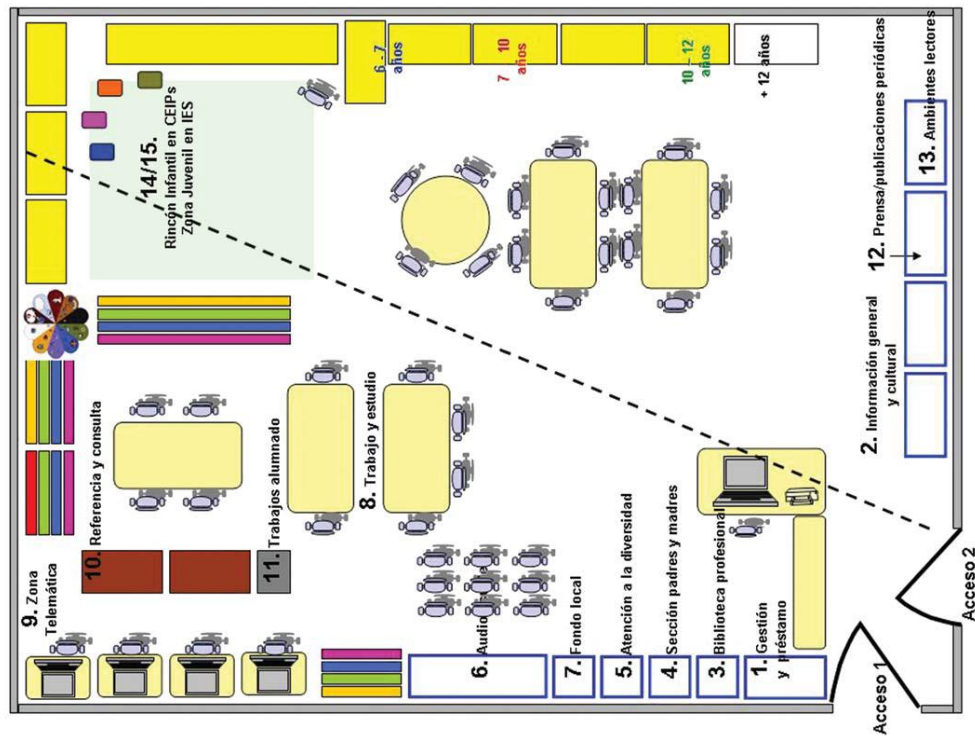 9. Zona
Telemática
10. Referencia y consulta
11. Trabajos alumnado
8. Trabajo y estudio
14/15.
Rincón Infantil en CEIPs
Zona Juvenil en IES
6 - 7
años
7 10
años
10 – 12
años
+ 12 años
6. Audio
7. Fondo local
5. Atención a la diversidad
4. Sección padres y madres
3. Biblioteca profesional
1. Gestión
y préstamo
2. Información general
y cultural
12. Prensa/publicaciones periódicas
13. Ambientes lectores
Acceso 1
Acceso 2